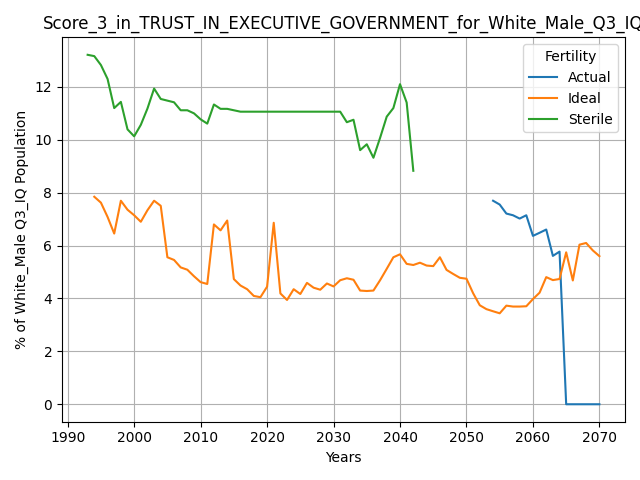 Score_3_in_TRUST_IN_EXECUTIVE_GOVERNMENT_for_White_Male_Q3_IQ
Fertility
Actual
Ideal
Sterile
% of White_Male Q3_IQ Population
12
10
8
6
4
2
0
1990 2000 2010 2020 2030 2040 2050 2060 2070
Years